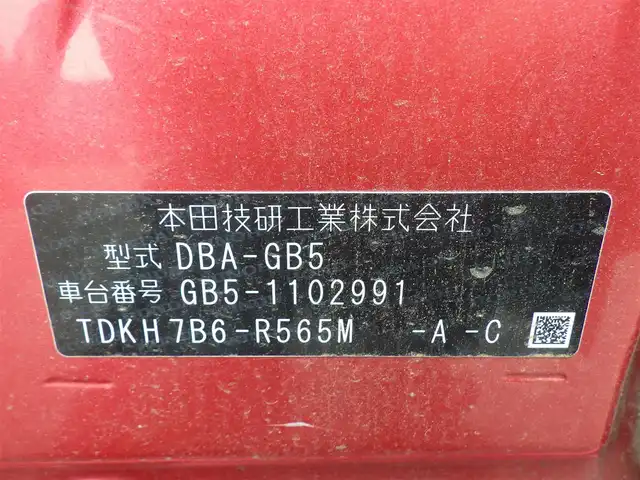 本田技研工業株式会社
型式 DBA-GB5
車台番号 GB5-1102991
TDKH7B6-R565M -A -C